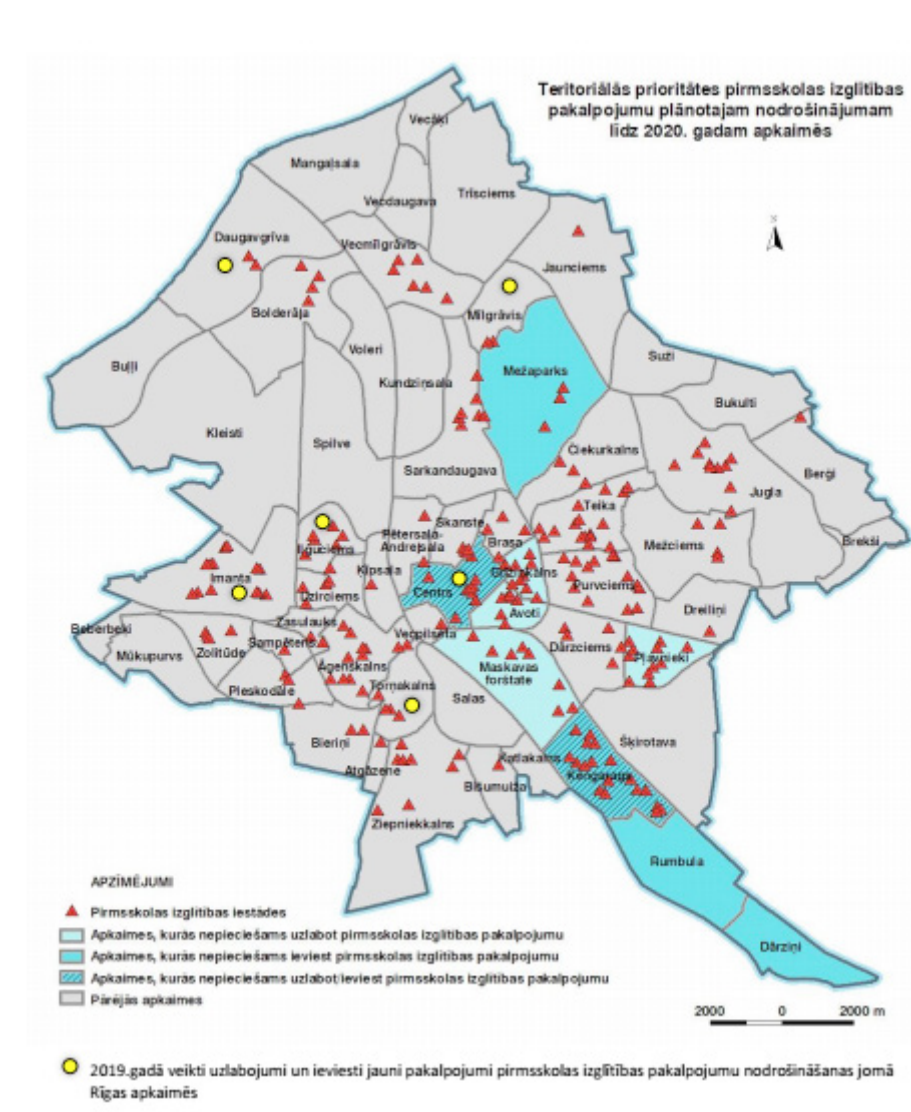 Teritoriālās prioritātes pirmsskolas izglītības
pakalpojumu plānotajam nodrošinājumam
līdz 2020. gadam apkaimēs
Vecāķi
Mangaļsala
Trīsciems
Vecdaugava
Daugavgrīva
Vecmīlgrāvis
N
Jaunciems
Bolderāja
Mīlgrāvis
Voleri
Suži
Buļļi
Kundziņsala
Mežaparks
Bukulti
Kleisti
Spilve
Čiekurkalns
Berģi
Sarkandaugava
Jugla
Teika
Skanste
Pētersala-
Andrejsala
Brasa
Mežciems
Brekši
Iļģuciems
Imanta
Ķīpsala
Grīziņkalns
Purvciems
Centrs
Dzirciems
Avoti
Dreiliņi
Zasulauks
Beberbeķi
Vecpilsēta
Mūkupurvs
Zolitūde
Šampēteris
Dārzciems
Pļavnieki
Āgenskalns
Maskavas
forštate
Pleskodāle
Torņakalns
Salas
Bieriņi
Šķirotava
Katlakalns
Atgāzene
Ķengarags
Bišumuiža
Ziepniekkalns
Rumbula
Dārziņi
APZĪMĒJUMI
Pirmsskolas izglītības iestādes
Apkaimes, kurās nepieciešams uzlabot pirmsskolas izglītības pakalpojumu
Apkaimes, kurās nepieciešams ieviest pirmsskolas izglītības pakalpojumu
Apkaimes, kurās nepieciešams uzlabot/ieviest pirmsskolas izglītības pakalpojumu
Pārējās apkaimes
2000 0 2000 m
2019.gadā veikti uzlabojumi un ieviesti jauni pakalpojumi pirmsskolas izglītības pakalpojumu nodrošināšanas jomā
Rīgas apkaimēs